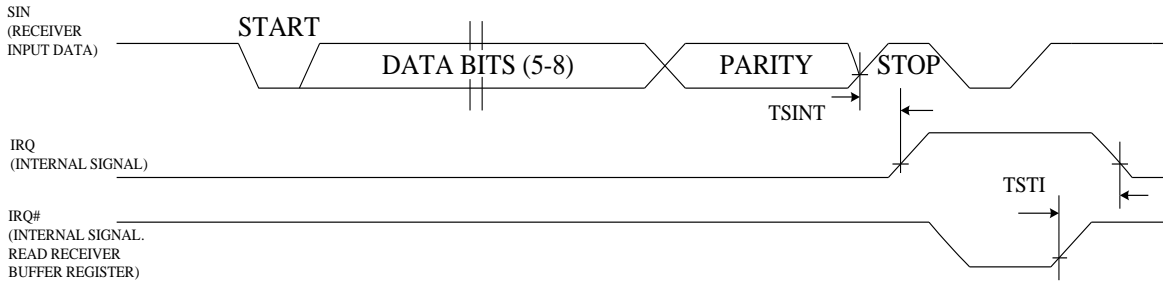 SIN
(RECEIVER
INPUT DATA)
START
DATA BITS (5-8)
PARITY
STOP
TSINT
IRQ
(INTERNAL SIGNAL)
TSTI
IRQ#
(INTERNAL SIGNAL.
READ RECEIVER
BUFFER REGISTER)